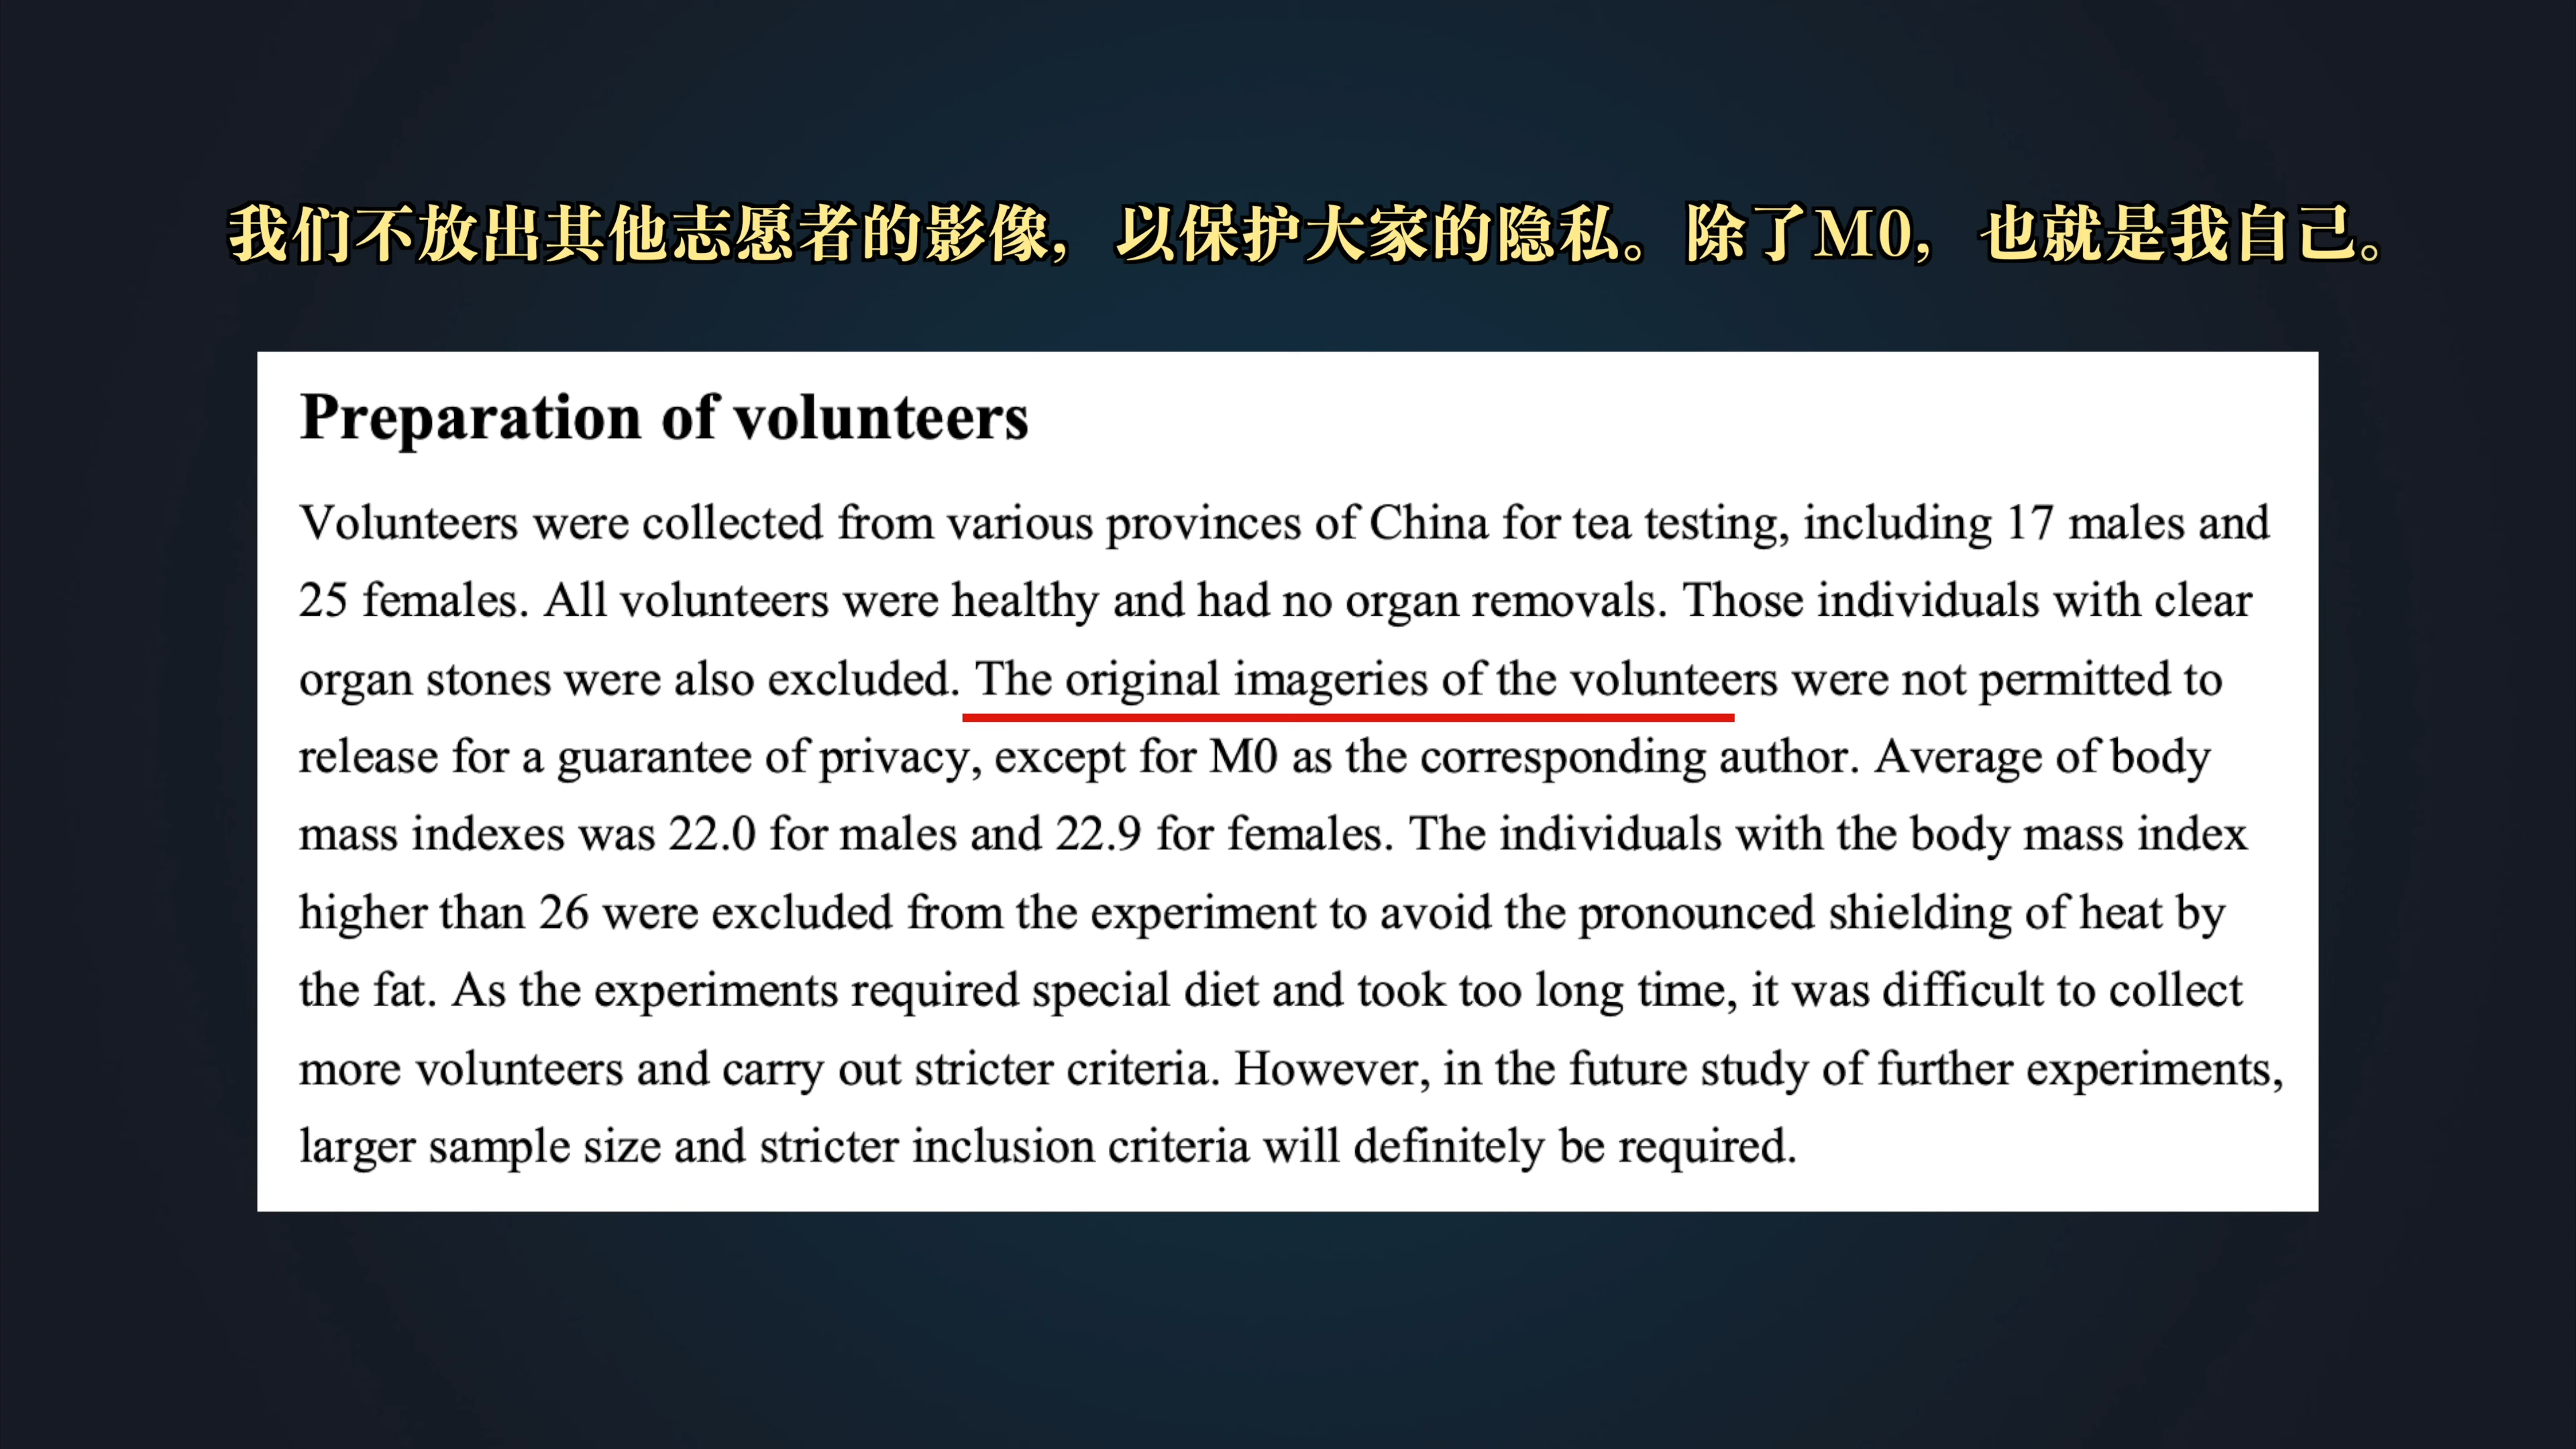 我们不放出其他志愿者的影像，以保护大家的隐私。除了M0，也就是我自己。
Preparation of volunteers
Volunteers were collected from various provinces of China for tea testing, including 17 males and
25 females. All volunteers were healthy and had no organ removals. Those individuals with clear
organ stones were also excluded. The original imageries of the volunteers were not permitted to
release for a guarantee of privacy, except for M0 as the corresponding author. Average of body
mass indexes was 22.0 for males and 22.9 for females. The individuals with the body mass index
higher than 26 were excluded from the experiment to avoid the pronounced shielding of heat by
the fat. As the experiments required special diet and took too long time, it was difficult to collect
more volunteers and carry out stricter criteria. However, in the future study of further experiments,
larger sample size and stricter inclusion criteria will definitely be required.